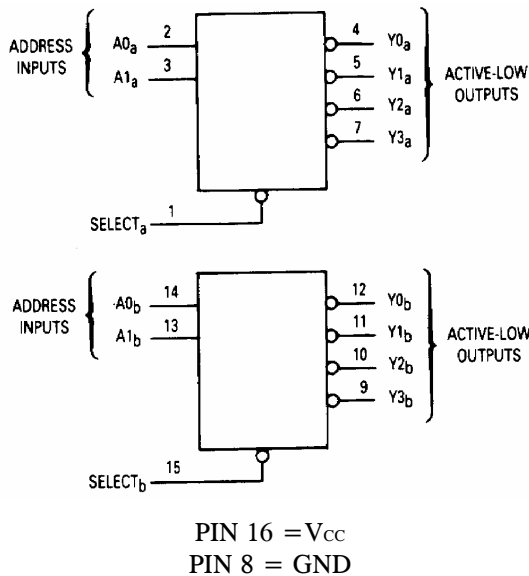 ADDRESS INPUTS
A0a 2
A1a 3
4 Y0a
5 Y1a
6 Y2a
7 Y3a
ACTIVE-LOW OUTPUTS
SELECTa 1
ADDRESS INPUTS
A0b 14
A1b 13
12 Y0b
11 Y1b
10 Y2b
9 Y3b
ACTIVE-LOW OUTPUTS
SELECTb 15
PIN 16 = VCC
PIN 8 = GND